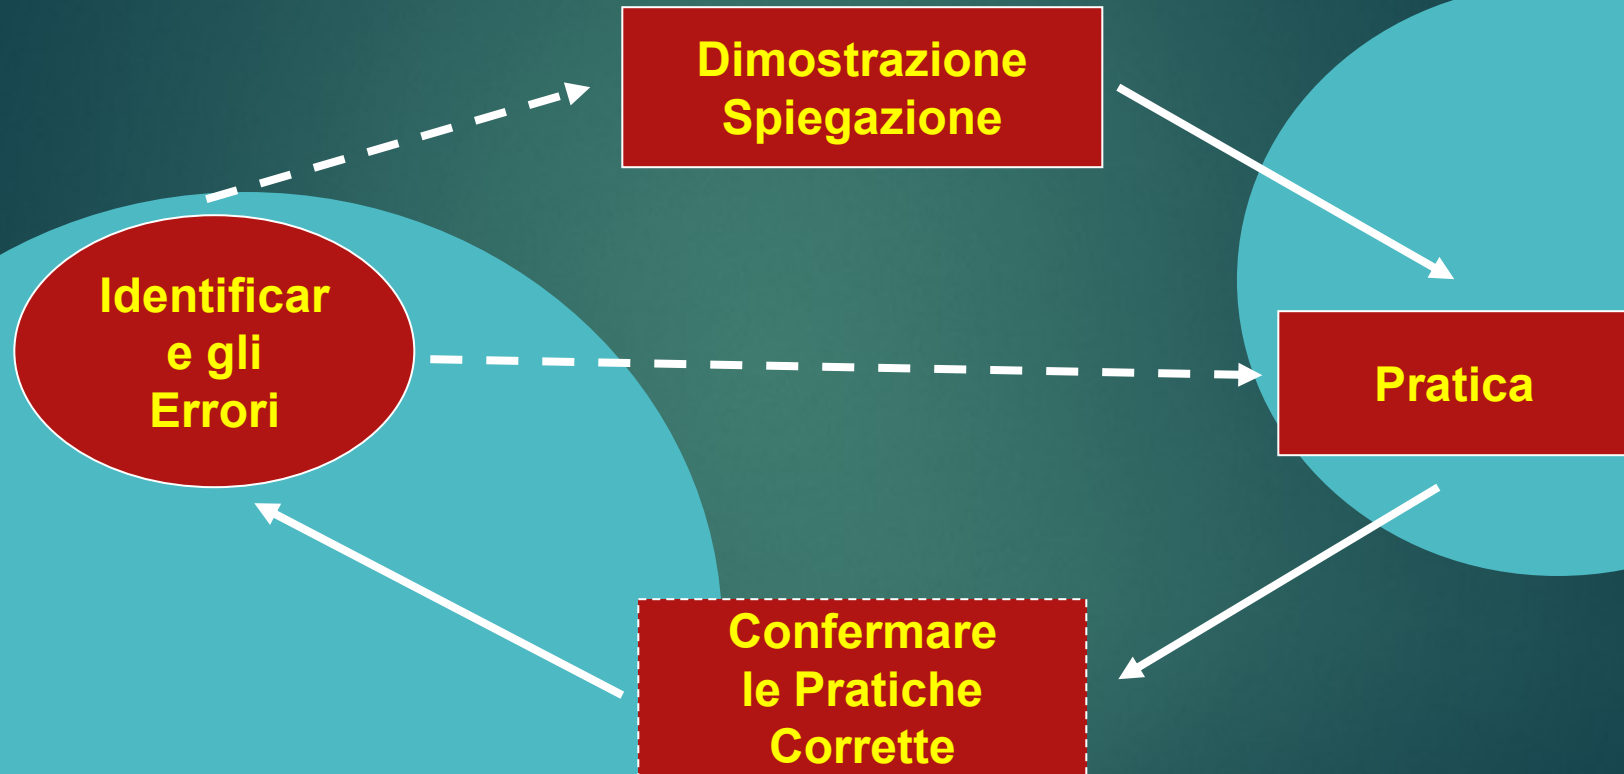 Dimostrazione
Spiegazione
Identificar
e gli
Errori
Pratica
Confermare
le Pratiche
Corrette